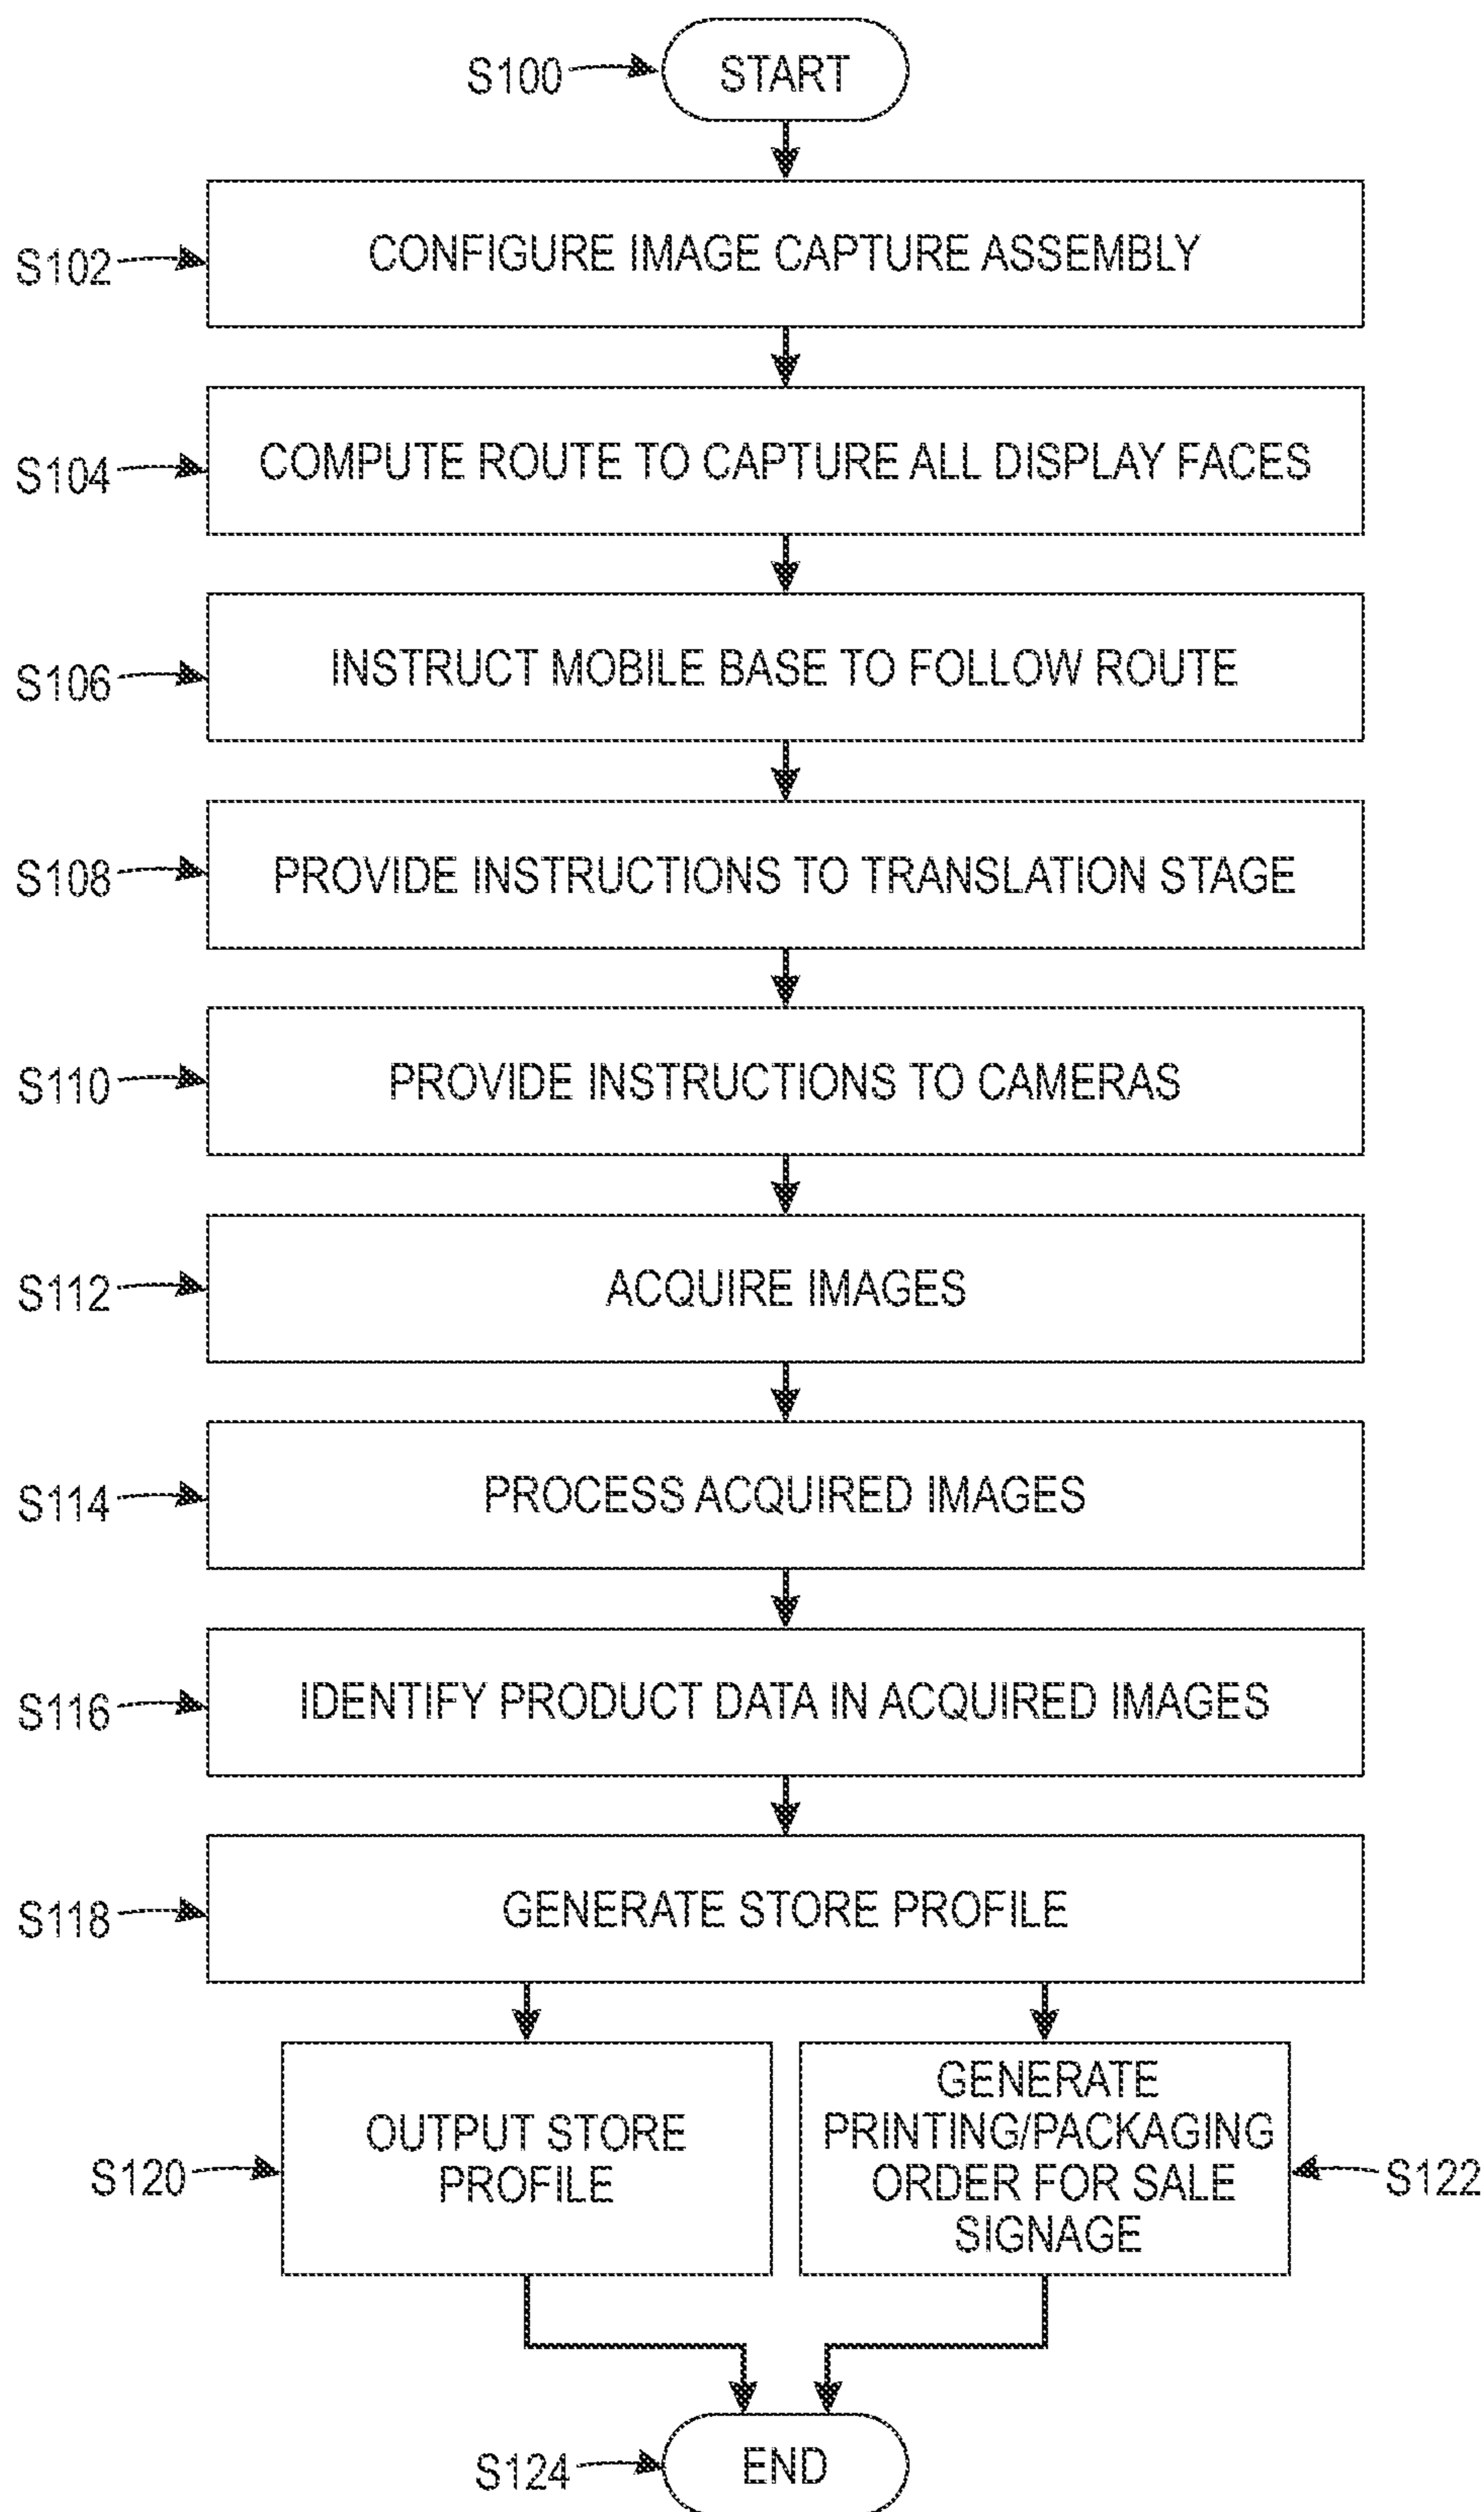 S100
START
S102
CONFIGURE IMAGE CAPTURE ASSEMBLY
S104
COMPUTE ROUTE TO CAPTURE ALL DISPLAY FACES
S106
INSTRUCT MOBILE BASE TO FOLLOW ROUTE
S108
PROVIDE INSTRUCTIONS TO TRANSLATION STAGE
S110
PROVIDE INSTRUCTIONS TO CAMERAS
S112
ACQUIRE IMAGES
S114
PROCESS ACQUIRED IMAGES
S116
IDENTIFY PRODUCT DATA IN ACQUIRED IMAGES
S118
GENERATE STORE PROFILE
S120
OUTPUT STORE
PROFILE
GENERATE
PRINTING/PACKAGING
ORDER FOR SALE
SIGNAGE
S122
S124
END